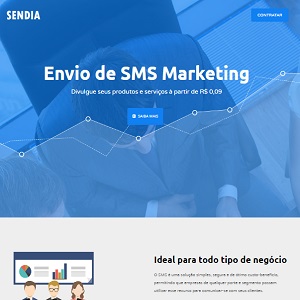 SENDIA
CONTRATAR
Envio de SMS Marketing
Divulgue seus produtos e serviços à partir de R$ 0,09
SAIBA MAIS
Ideal para todo tipo de negócio
O SMS é uma solução simples, segura e de ótimo custo benefício,
permitindo que empresas de qualquer porte e segmento possam
utilizar esse recurso para comunicar-se com seus clientes.